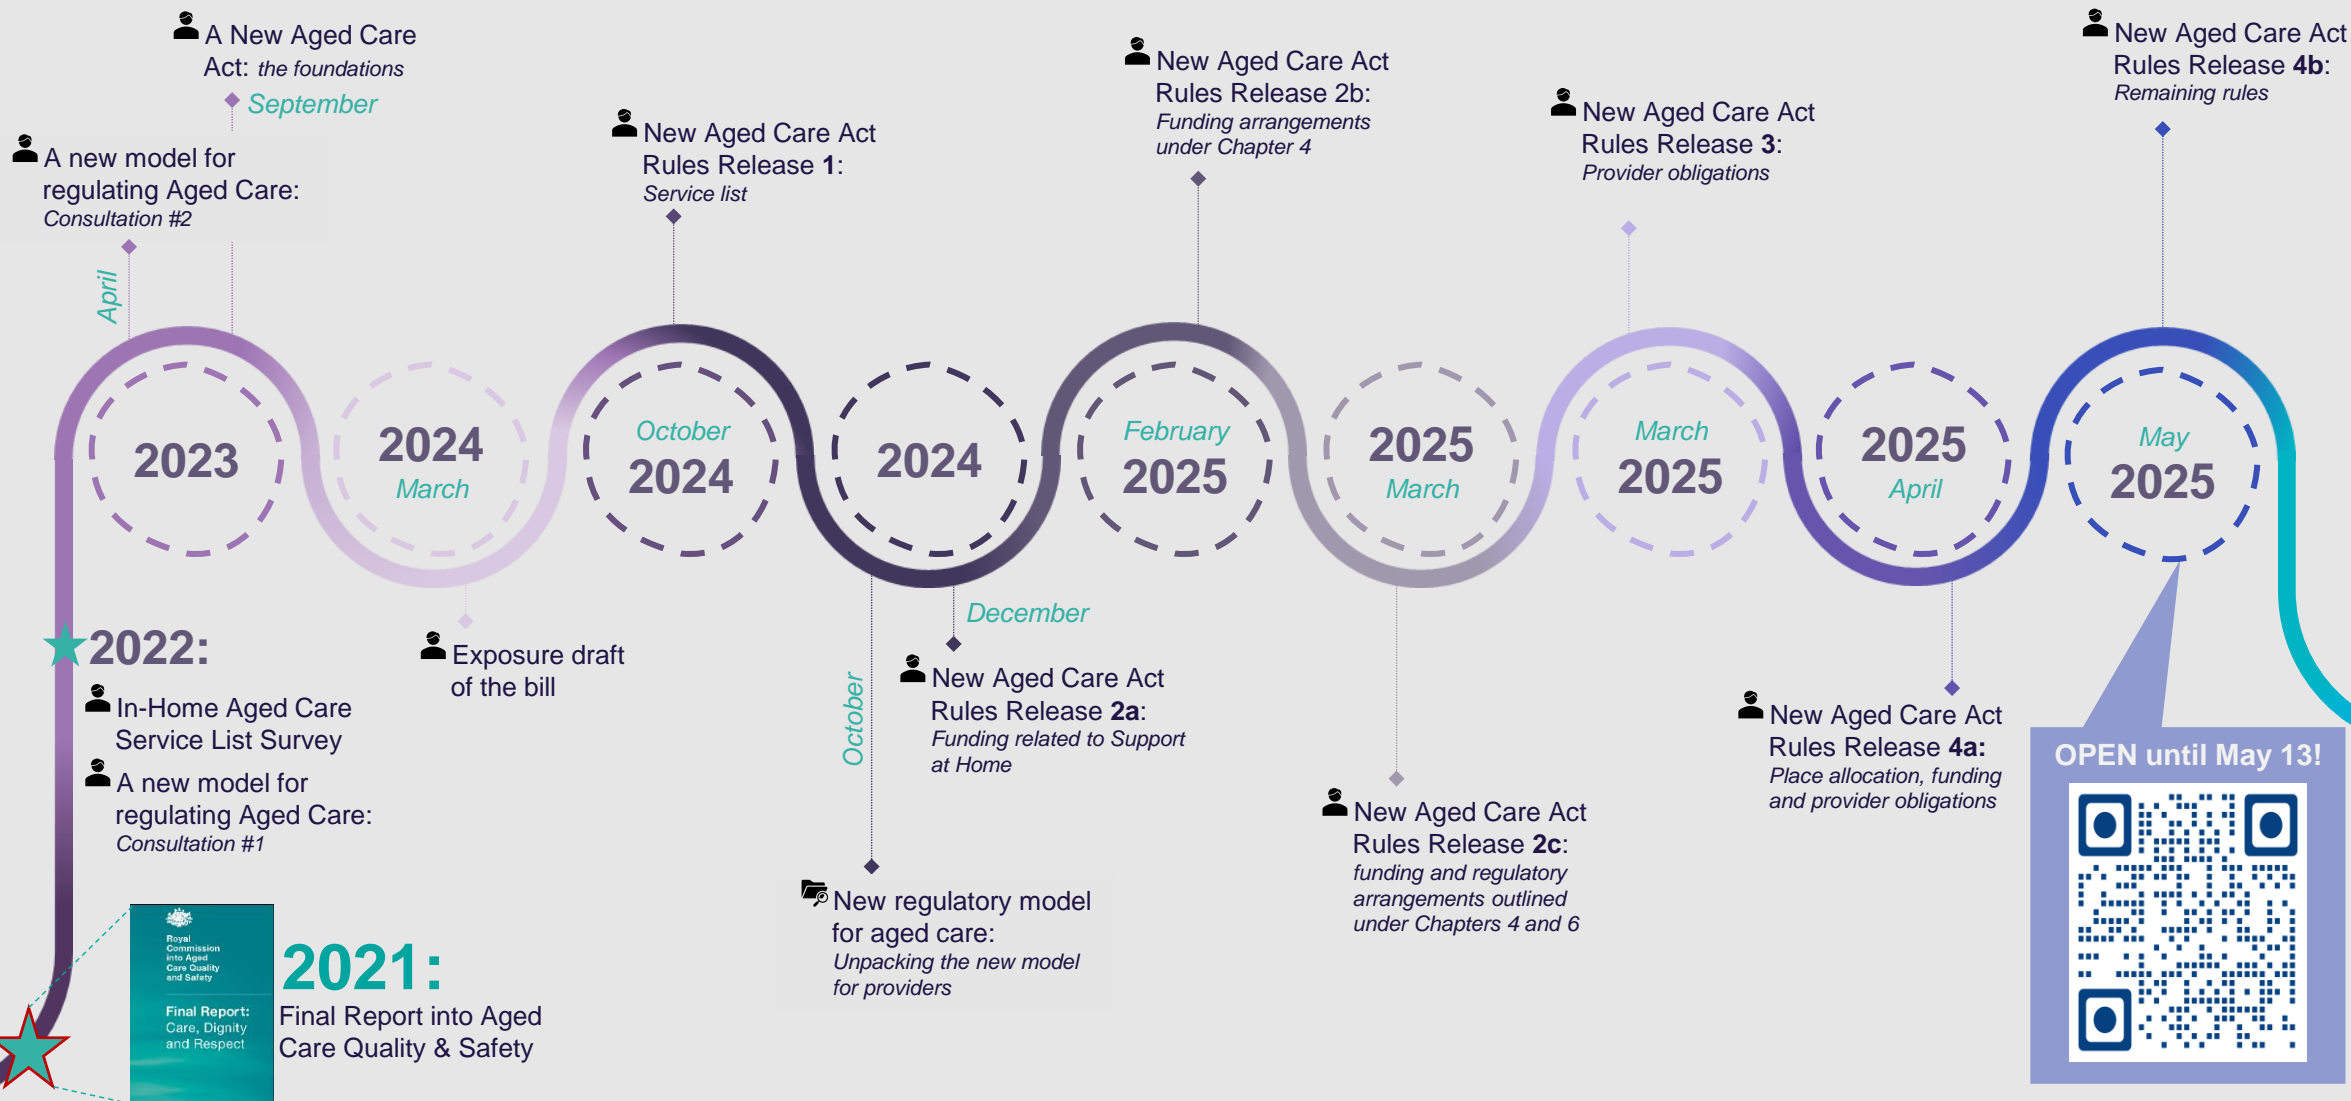 A New Aged Care
Act: the foundations
September
A new model for
regulating Aged Care:
Consultation #2
April
2023
2024
March
Exposure draft
of the bill
New Aged Care Act
Rules Release 1:
Service list
October
2024
2024
October
New regulatory model
for aged care:
Unpacking the new model
for providers
December
New Aged Care Act
Rules Release 2a:
Funding related to Support
at Home
New Aged Care Act
Rules Release 2b:
Funding arrangements
under Chapter 4
February
2025
2025
March
New Aged Care Act
Rules Release 2c:
funding and regulatory
arrangements outlined
under Chapters 4 and 6
New Aged Care Act
Rules Release 3:
Provider obligations
March
2025
2025
April
New Aged Care Act
Rules Release 4a:
Place allocation, funding
and provider obligations
New Aged Care Act
Rules Release 4b:
Remaining rules
May
2025
OPEN until May 13!
2022:
In-Home Aged Care
Service List Survey
A new model for
regulating Aged Care:
Consultation #1
Royal
Commission
into Aged
Care Quality
and Safety
Final Report:
Care, Dignity
and Respect
2021:
Final Report into Aged
Care Quality & Safety